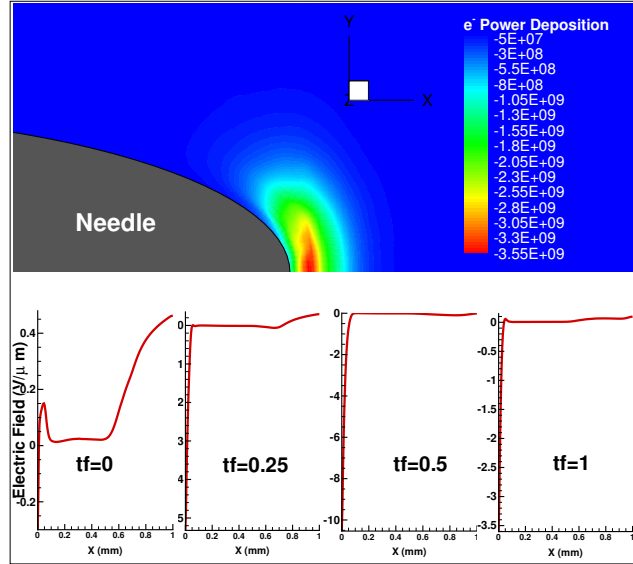 e⁻ Power Deposition
-5E+07
-3E+08
-5.5E+08
-8E+08
-1.05E+09
-1.3E+09
-1.55E+09
-1.8E+09
-2.05E+09
-2.3E+09
-2.55E+09
-2.8E+09
-3.05E+09
-3.3E+09
-3.55E+09
Y
X
Z
Needle
Electric Field (V/μ m)
0.4
0.2
0
-0.2
tf=0
0 0.2 0.4 0.6 0.8 1
X (mm)
0
1
2
3
4
5
tf=0.25
0 0.2 0.4 0.6 0.8 1
X (mm)
0
-2
-4
-6
-8
-10
tf=0.5
0 0.2 0.4 0.6 0.8 1
X (mm)
0
-0.5
-1
-1.5
-2
-2.5
-3
-3.5
tf=1
0 0.2 0.4 0.6 0.8 1
X (mm)